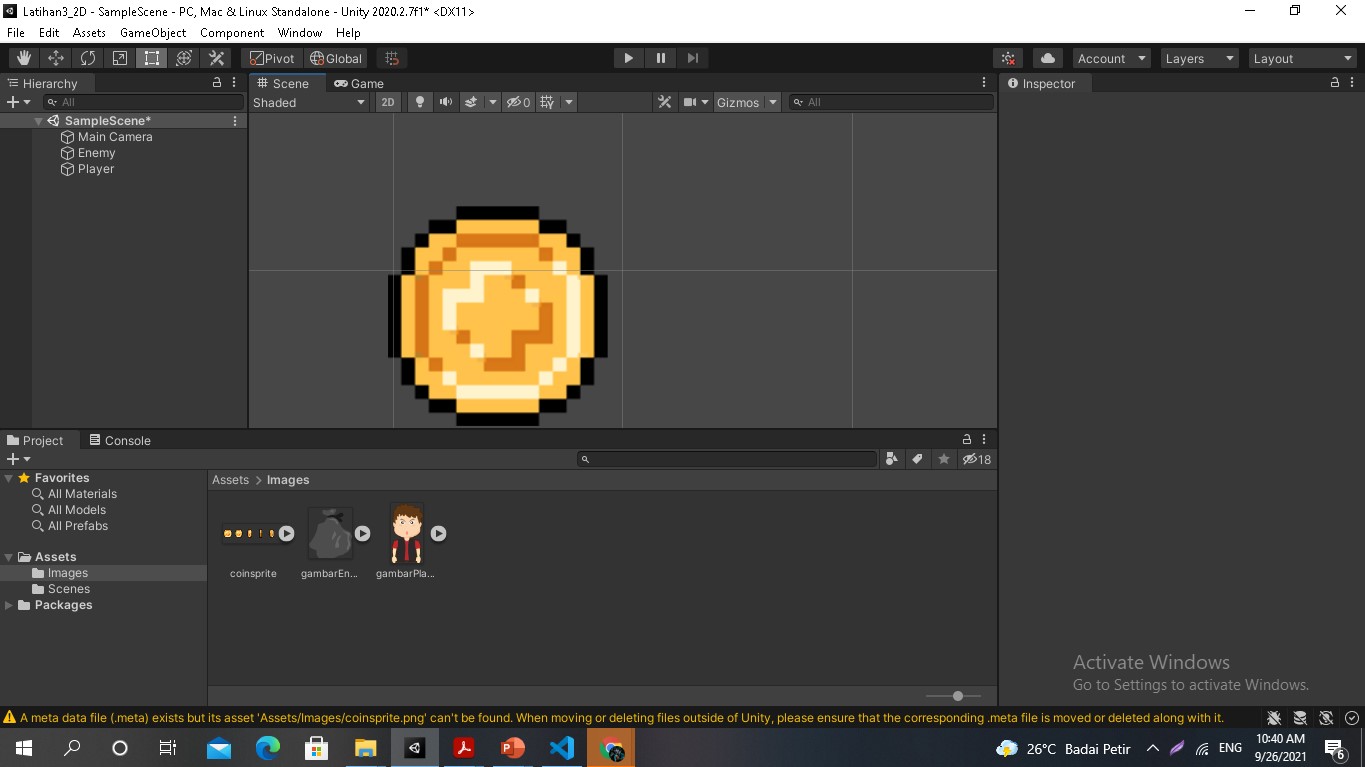 Latihan3_2D - SampleScene - PC, Mac & Linux Standalone - Unity 2020.2.7f1* <DX11>
File Edit Assets GameObject Component Window Help
Pivot Global Account Layers Layout
Hierarchy Scene Game Inspector
All Shaded 2D 0 Gizmos All
SampleScene*
Main Camera
Enemy
Player
Project Console
18
Favorites Assets > Images
All Materials
All Models
All Prefabs
Assets
Images coinsprite gambarEn... gambarPla...
Scenes
Packages
Activate Windows
Go to Settings to activate Windows.
A meta data file (.meta) exists but its asset 'Assets/Images/coinsprite.png' can't be found. When moving or deleting files outside of Unity, please ensure that the corresponding .meta file is moved or deleted along with it.
26°C Badai Petir ENG 10:40 AM
9/26/2021 6